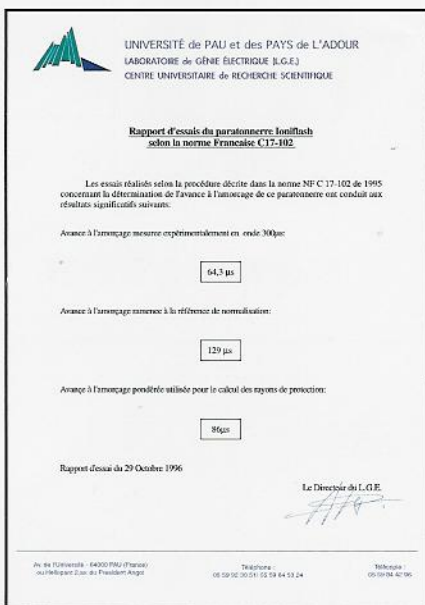 UNIVERSITÉ de PAU et des PAYS de L'ADOUR
LABORATOIRE de GÉNIE ÉLECTRIQUE (L.G.E.)
CENTRE UNIVERSITAIRE de RECHERCHE SCIENTIFIQUE
Rapport d'essais du paratonnerre Ioniflash
selon la norme Francaise C17-102
Les essais réalisés selon la procédure décrite dans la norme NF C 17-102 de 1995
concernant la détermination de l'avance à l'amorçage de ce paratonnerre ont conduit aux
résultats significatifs suivants:
Avance à l'amorçage mesurée expérimentalement en onde 300µs:
64,3 µs
Avance à l'amorçage ramenée à la référence de normalisation:
129 µs
Avance à l'amorçage pondérée utilisée pour le calcul des rayons de protection:
86µs
Rapport d'essai du 29 Octobre 1996
Le Directeur du L.G.E.
Av. de l'Université - 64000 PAU (France)
Téléphone :
Télécopie :